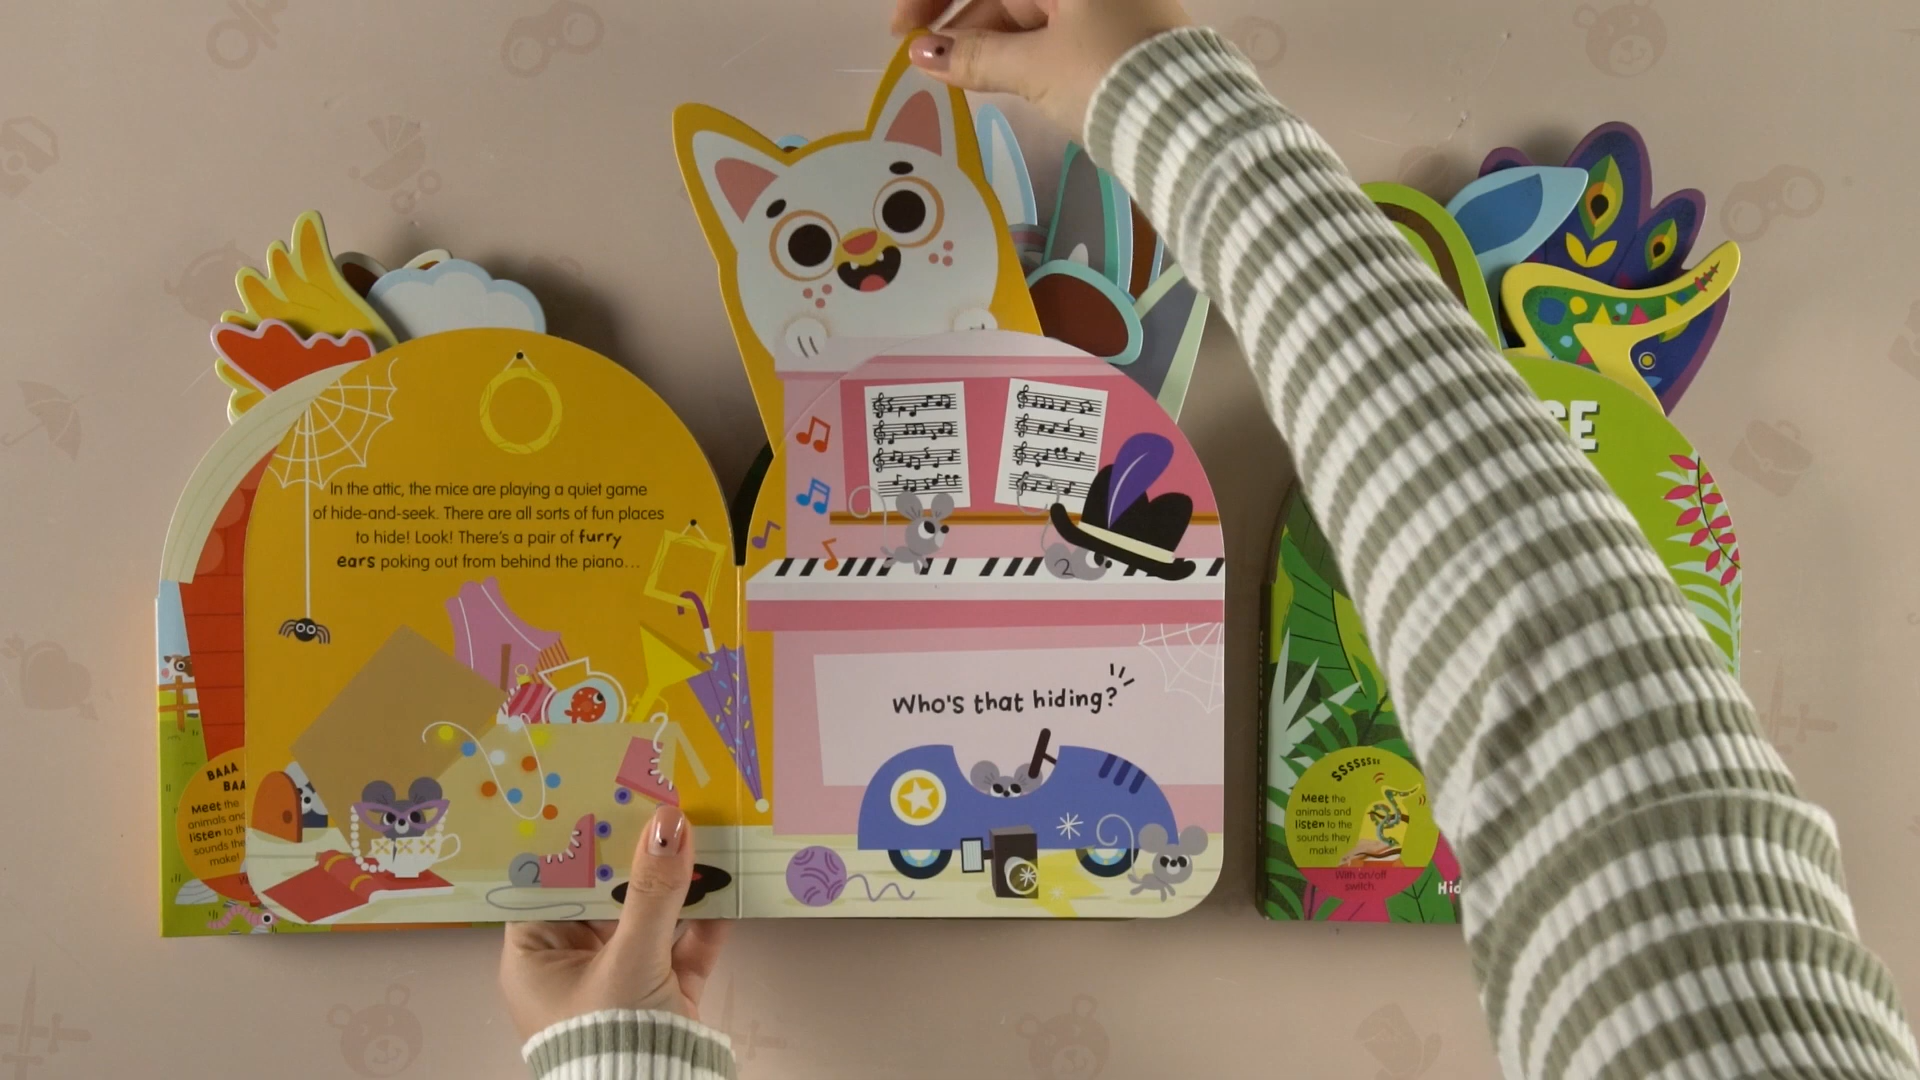 In the attic, the mice are playing a quiet game
of hide-and-seek. There are all sorts of fun places
to hide! Look! There's a pair of furry
ears poking out from behind the piano...
Who's that hiding?
BAAA
BAA
Meet the
animals and
listen to th
sounds the
make!
SE
SSSSSSSS
Meet the
animals and
listen to the
sounds they
make!
With on/off
switch.
Hid